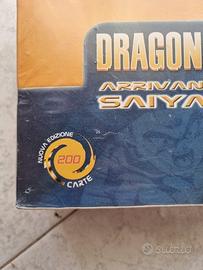 DRAGON
ARRIVAN
SAIYA
NUOVA EDIZIONE
200
CARTE
subito